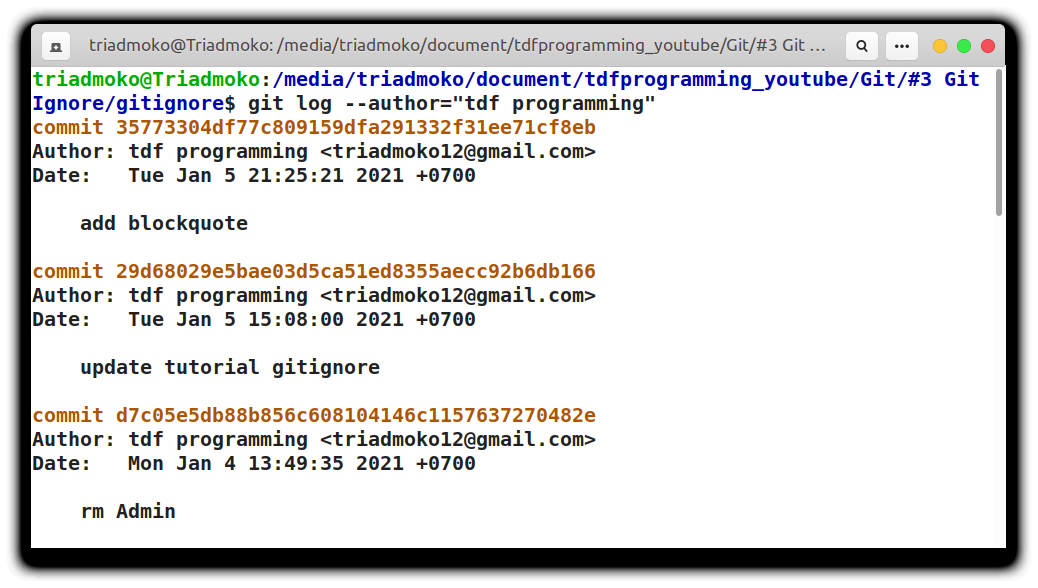 triadmoko@Triadmoko: /media/triadmoko/document/tdfprogramming_youtube/Git/#3 Git ...
triadmoko@Triadmoko:/media/triadmoko/document/tdfprogramming_youtube/Git/#3 Git
Ignore/gitignore$ git log --author="tdf programming"
commit 35773304df77c809159dfa291332f31ee71cf8eb
Author: tdf programming <triadmoko12@gmail.com>
Date:   Tue Jan 5 21:25:21 2021 +0700
    add blockquote
commit 29d68029e5bae03d5ca51ed8355aecc92b6db166
Author: tdf programming <triadmoko12@gmail.com>
Date:   Tue Jan 5 15:08:00 2021 +0700
    update tutorial gitignore
commit d7c05e5db88b856c608104146c1157637270482e
Author: tdf programming <triadmoko12@gmail.com>
Date:   Mon Jan 4 13:49:35 2021 +0700
    rm Admin